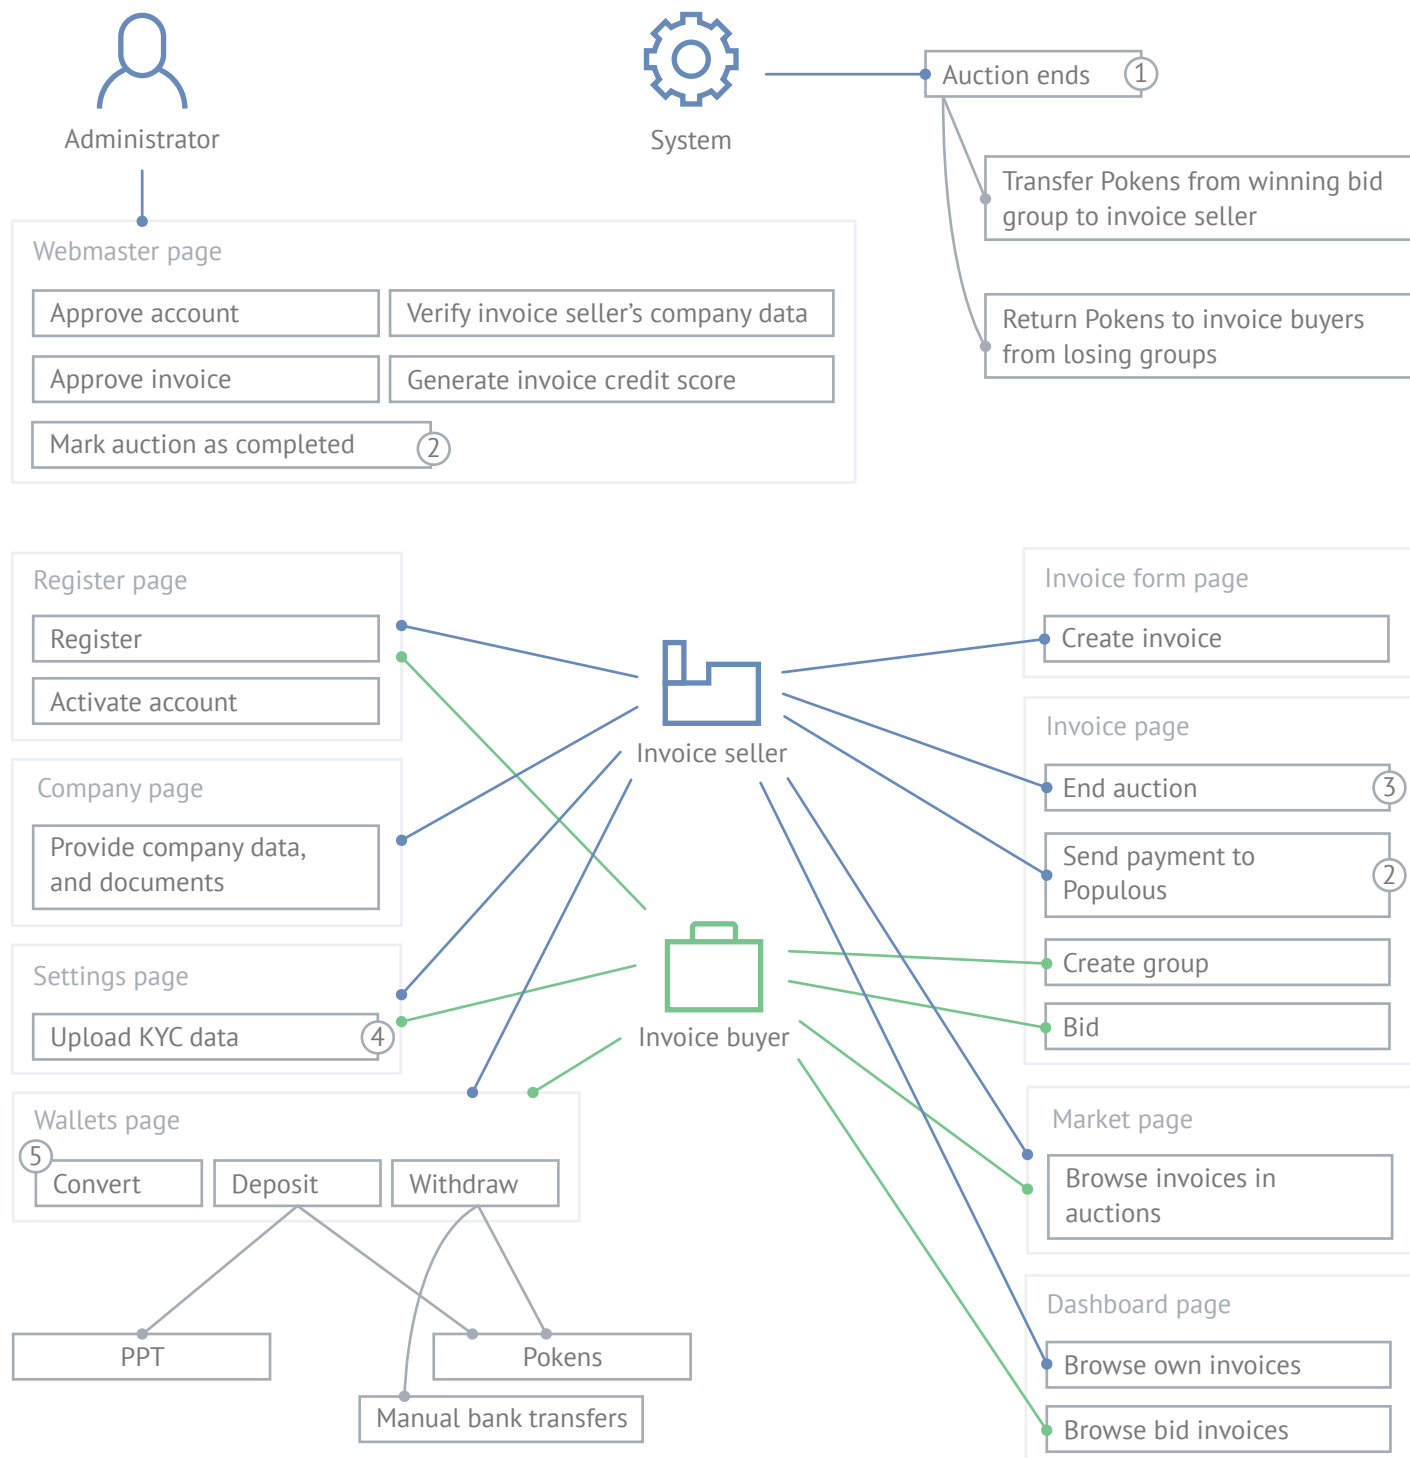 Administrator
System
Auction ends
1
Transfer Pokens from winning bid
group to invoice seller
Return Pokens to invoice buyers
from losing groups
Webmaster page
Approve account
Verify invoice seller’s company data
Approve invoice
Generate invoice credit score
Mark auction as completed
2
Register page
Register
Activate account
Company page
Provide company data,
and documents
Settings page
Upload KYC data
4
Wallets page
5
Convert
Deposit
Withdraw
PPT
Pokens
Manual bank transfers
Invoice seller
Invoice buyer
Invoice form page
Create invoice
Invoice page
End auction
3
Send payment to
Populous
2
Create group
Bid
Market page
Browse invoices in
auctions
Dashboard page
Browse own invoices
Browse bid invoices